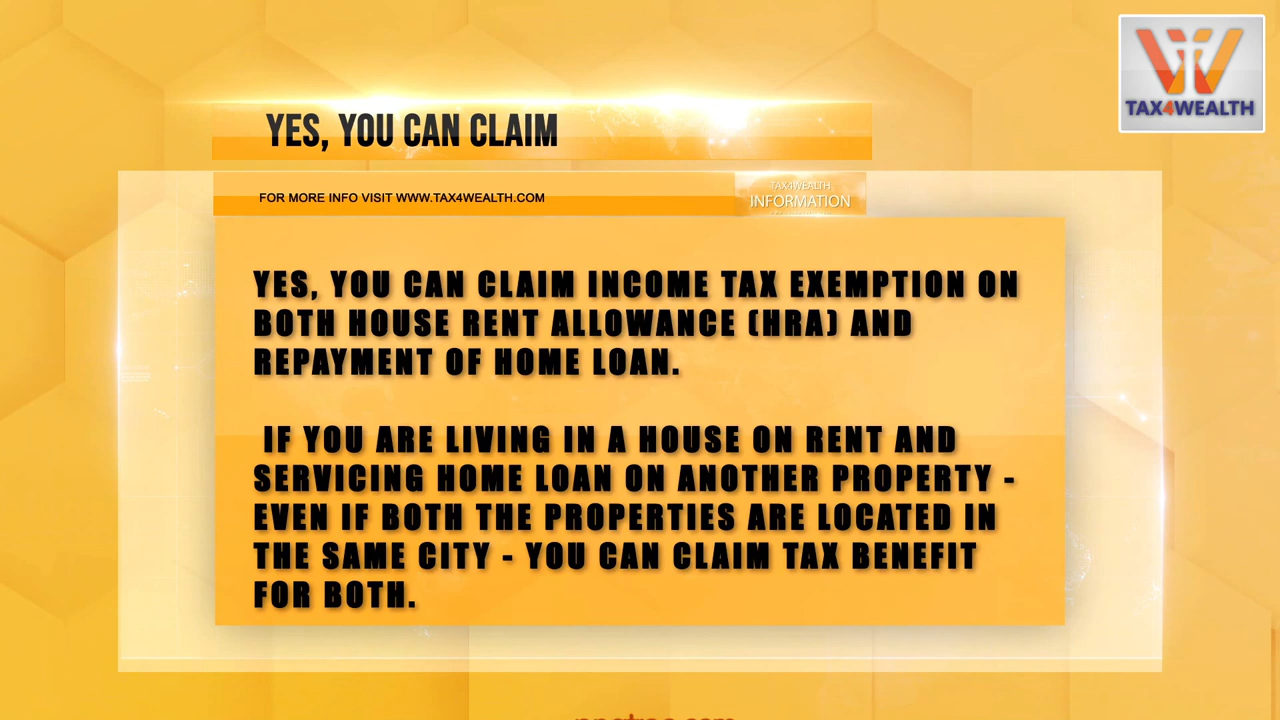 TAX4WEALTH
YES, YOU CAN CLAIM
FOR MORE INFO VISIT WWW.TAX4WEALTH.COM
TAX4WEALTH
INFORMATION
YES, YOU CAN CLAIM INCOME TAX EXEMPTION ON
BOTH HOUSE RENT ALLOWANCE (HRA) AND
REPAYMENT OF HOME LOAN.
IF YOU ARE LIVING IN A HOUSE ON RENT AND
SERVICING HOME LOAN ON ANOTHER PROPERTY -
EVEN IF BOTH THE PROPERTIES ARE LOCATED IN
THE SAME CITY - YOU CAN CLAIM TAX BENEFIT
FOR BOTH.